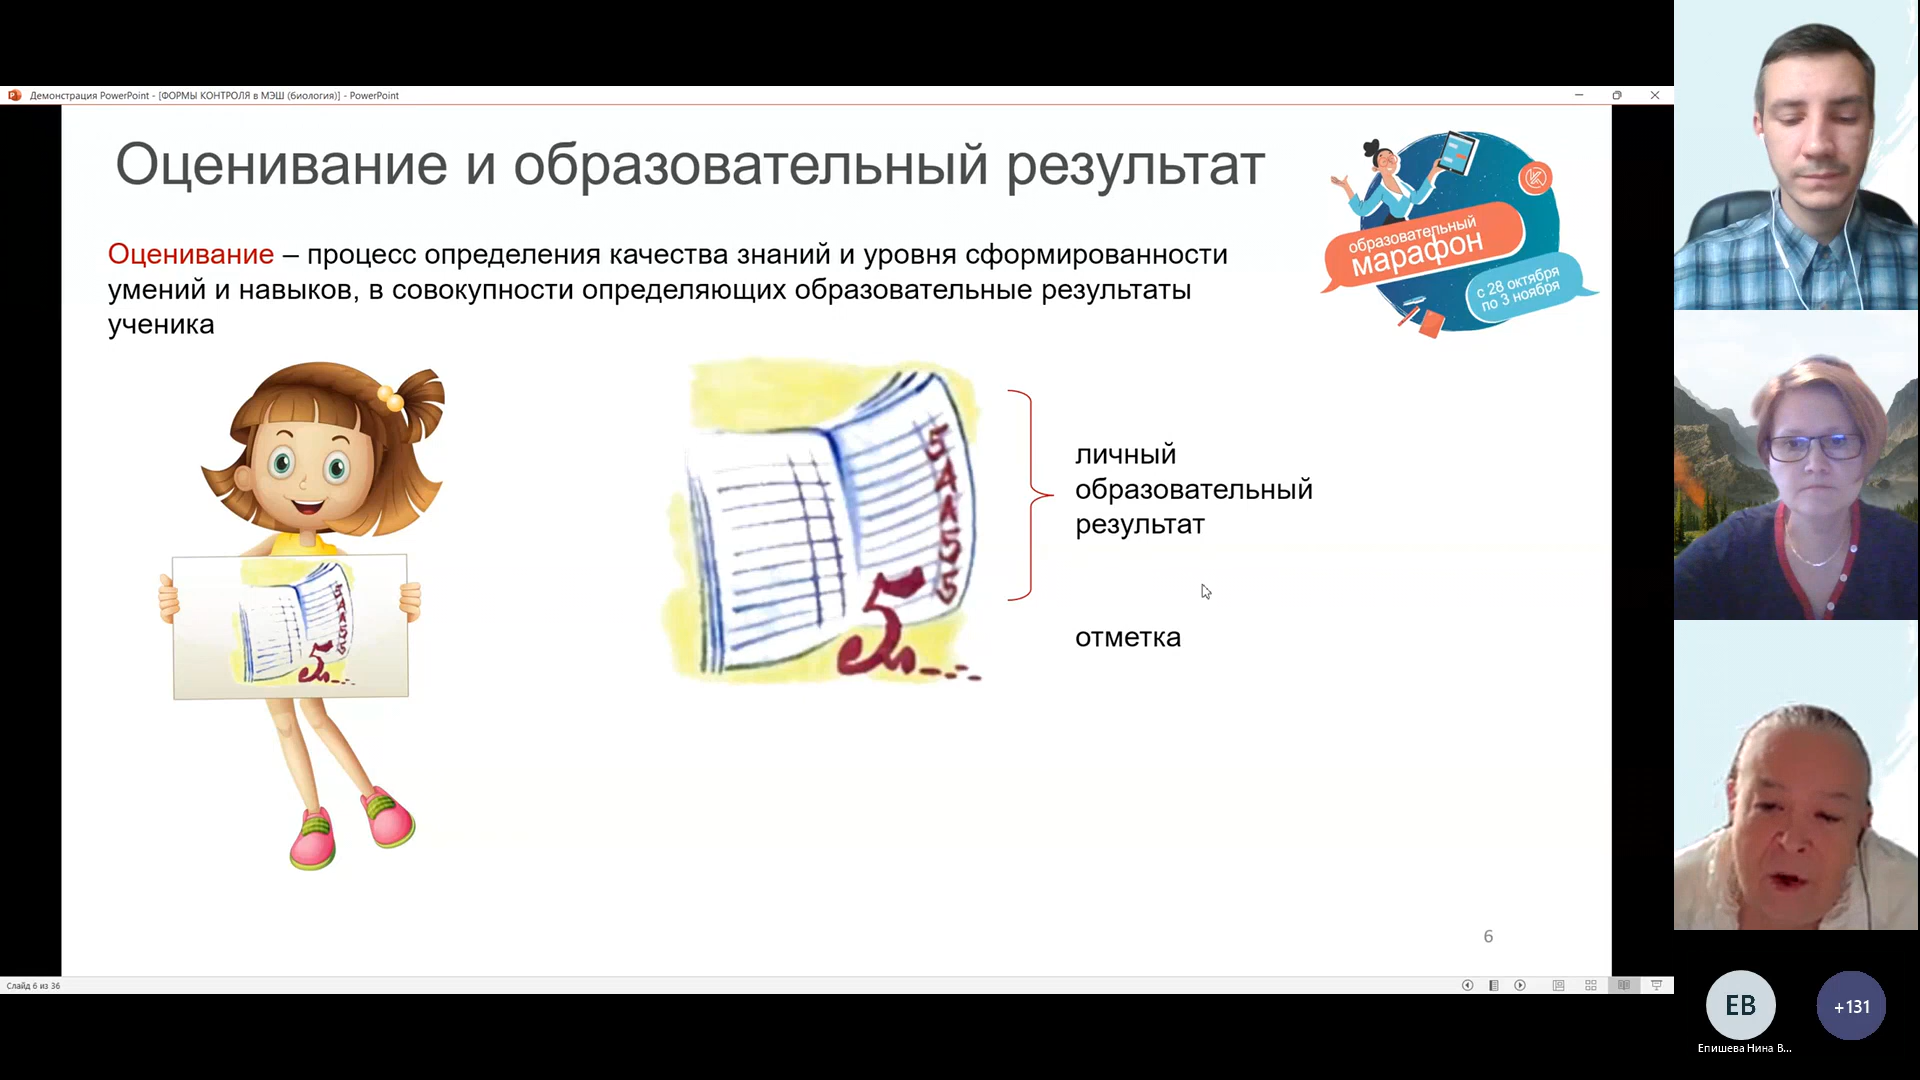 Демонстрация PowerPoint - [ФОРМЫ КОНТРОЛЯ в МЭШ (биология)] - PowerPoint
Оценивание и образовательный результат
образовательный
марафон
с 28 октября
по 3 ноября
Оценивание – процесс определения качества знаний и уровня сформированности
умений и навыков, в совокупности определяющих образовательные результаты
ученика
личный
образовательный
результат
отметка
6
Слайд 6 из 36
ЕВ
+131
Епишева Нина В...